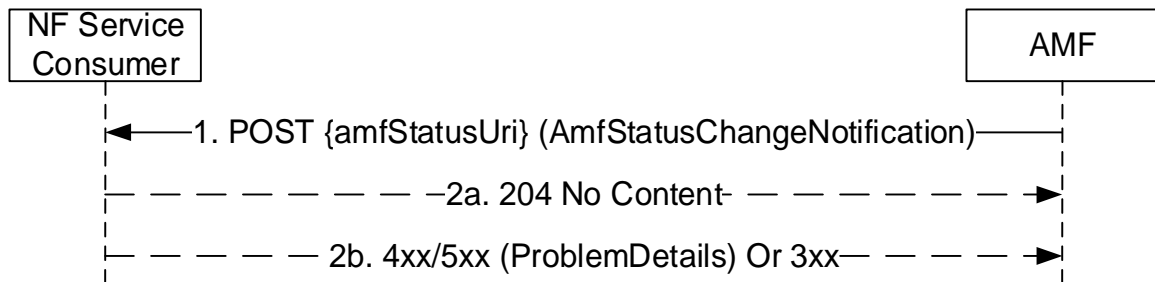 NF Service
Consumer
AMF
1. POST {amfStatusUri} (AmfStatusChangeNotification)
2a. 204 No Content
2b. 4xx/5xx (ProblemDetails) Or 3xx